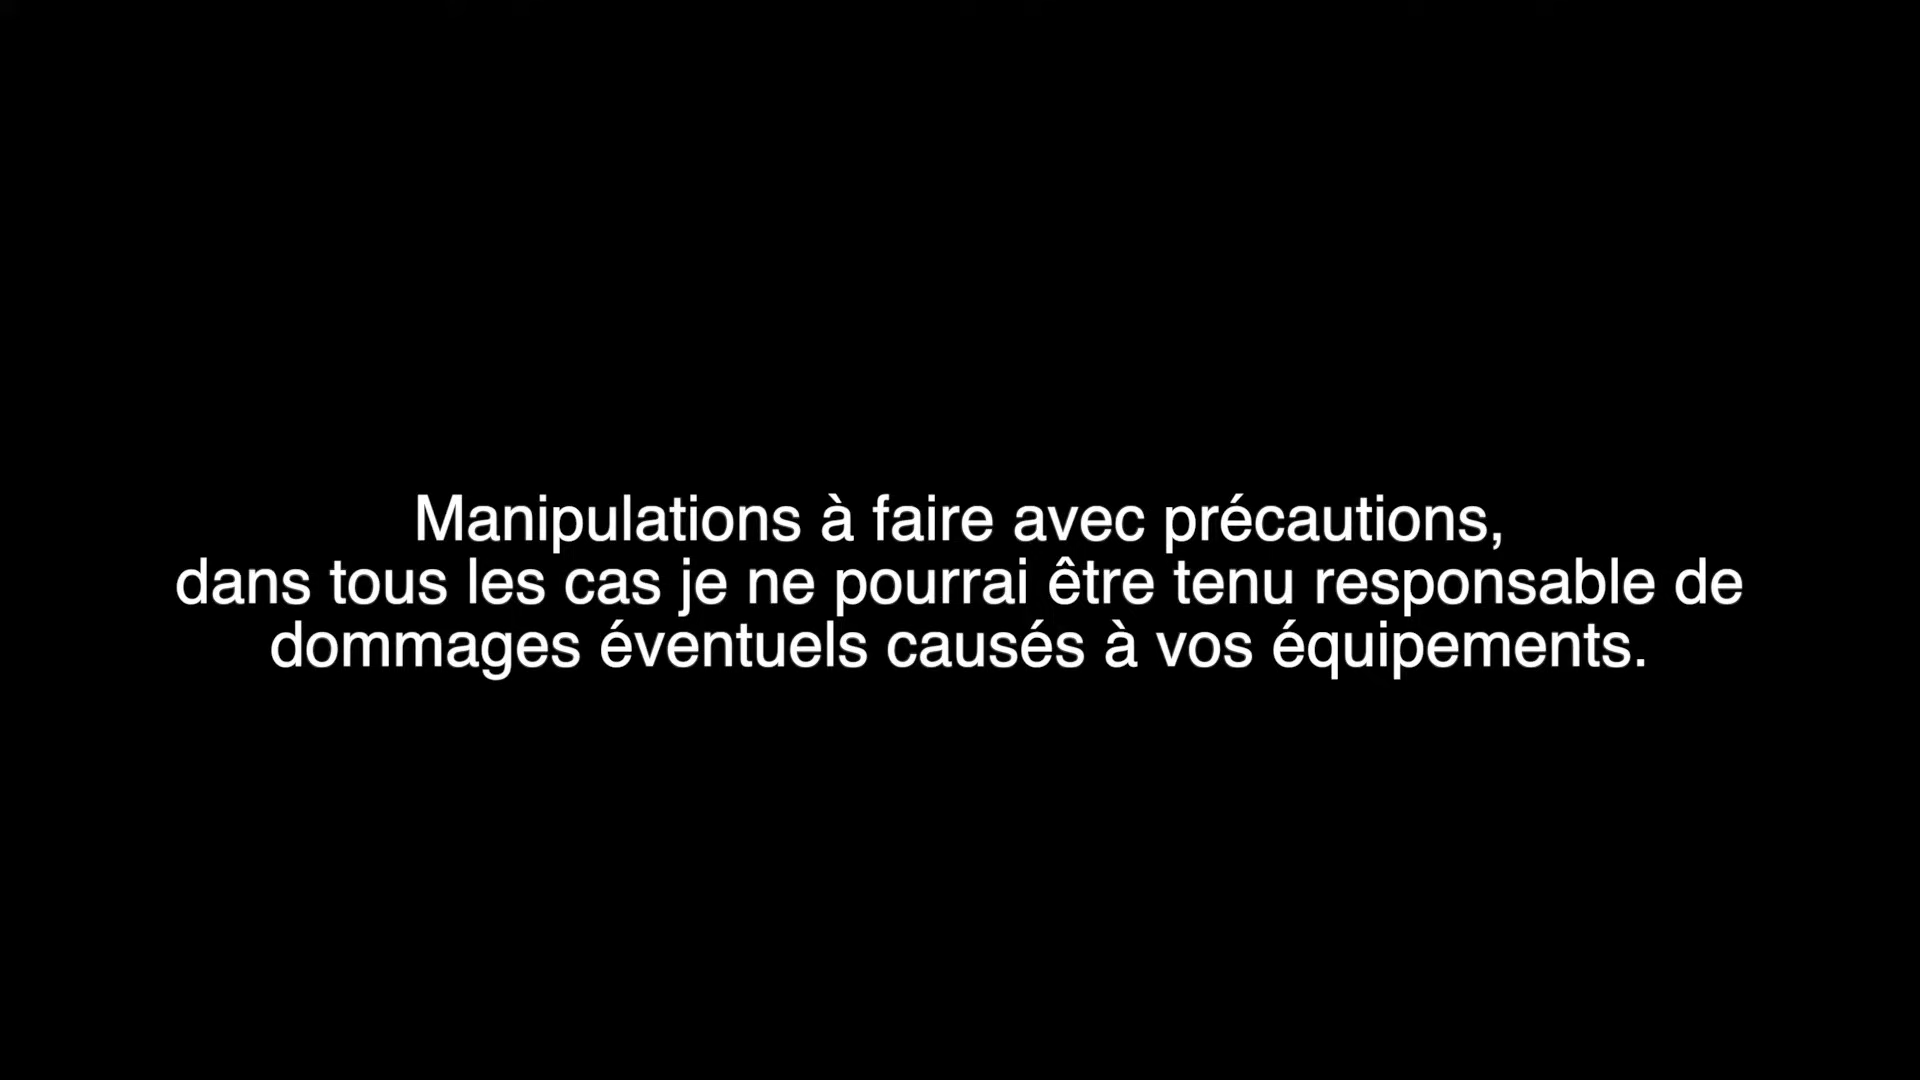 Manipulations à faire avec précautions,
dans tous les cas je ne pourrai être tenu responsable de
dommages éventuels causés à vos équipements.